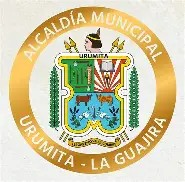 ALCALDÍA MUNICIPAL
URUMITA
URUMITA - LA GUAJIRA